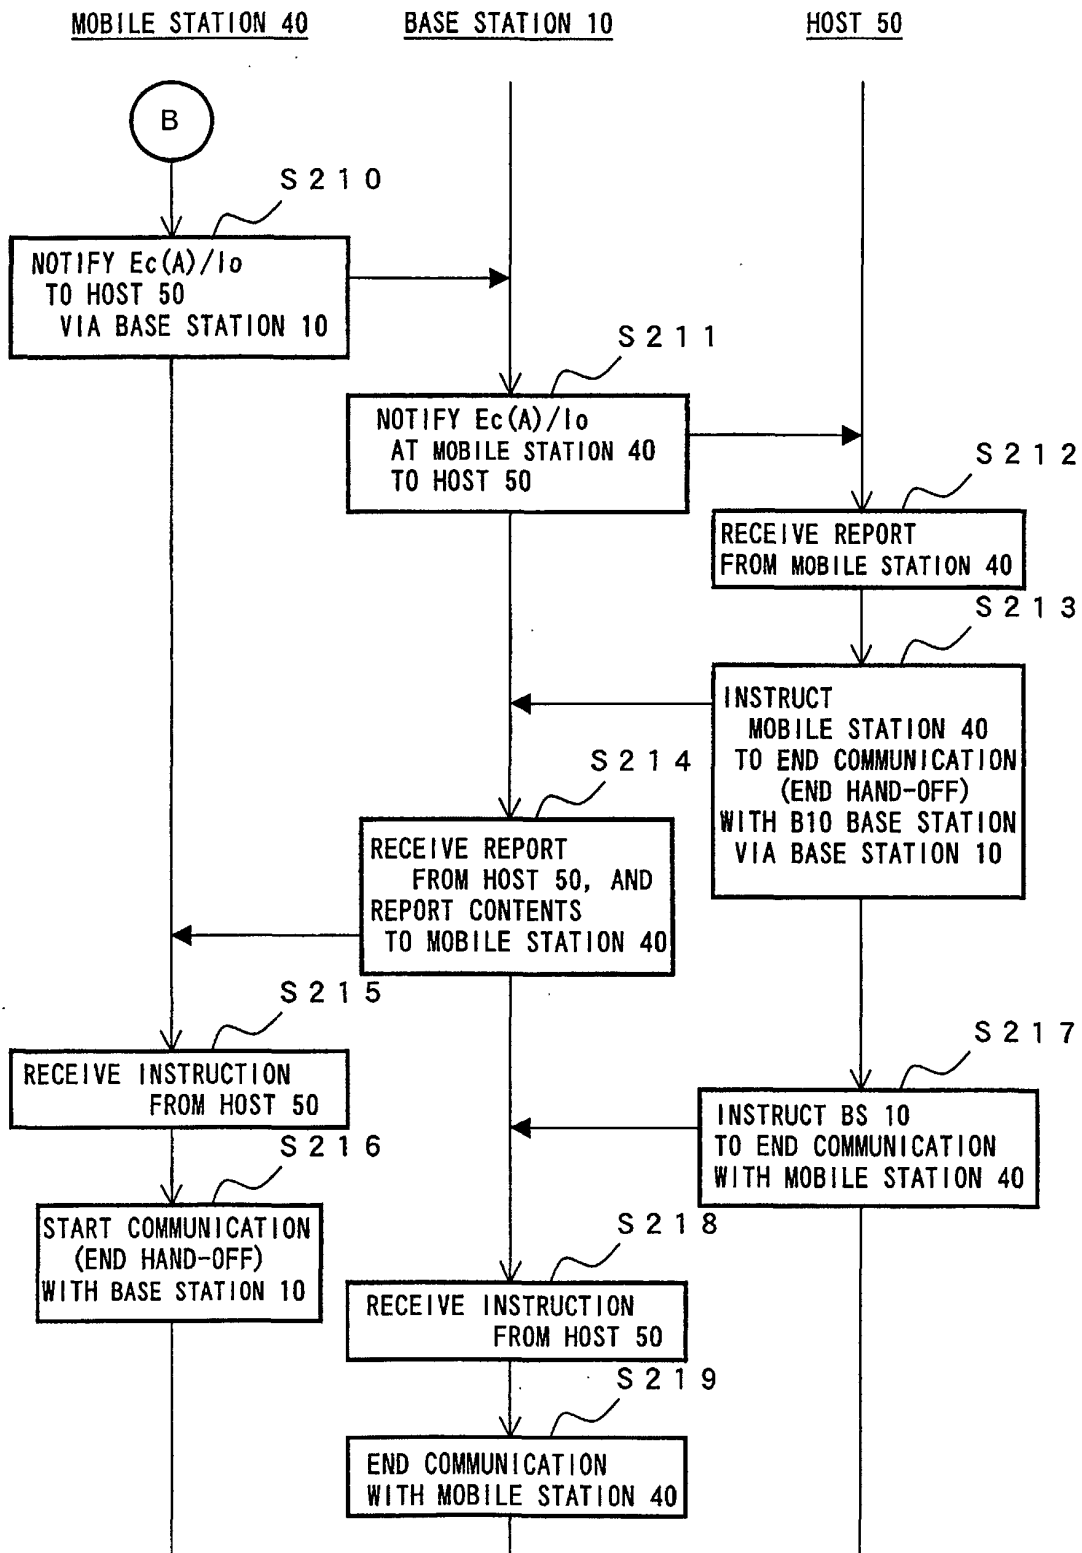 MOBILE STATION 40 BASE STATION 10 HOST 50
B
S210
NOTIFY Ec(A)/Io
TO HOST 50
VIA BASE STATION 10
S211
NOTIFY Ec(A)/Io
AT MOBILE STATION 40
TO HOST 50
S212
RECEIVE REPORT
FROM MOBILE STATION 40
S213
INSTRUCT
MOBILE STATION 40
TO END COMMUNICATION
(END HAND-OFF)
WITH B10 BASE STATION
VIA BASE STATION 10
S214
RECEIVE REPORT
FROM HOST 50, AND
REPORT CONTENTS
TO MOBILE STATION 40
S215
RECEIVE INSTRUCTION
FROM HOST 50
S216
START COMMUNICATION
(END HAND-OFF)
WITH BASE STATION 10
S217
INSTRUCT BS 10
TO END COMMUNICATION
WITH MOBILE STATION 40
S218
RECEIVE INSTRUCTION
FROM HOST 50
S219
END COMMUNICATION
WITH MOBILE STATION 40